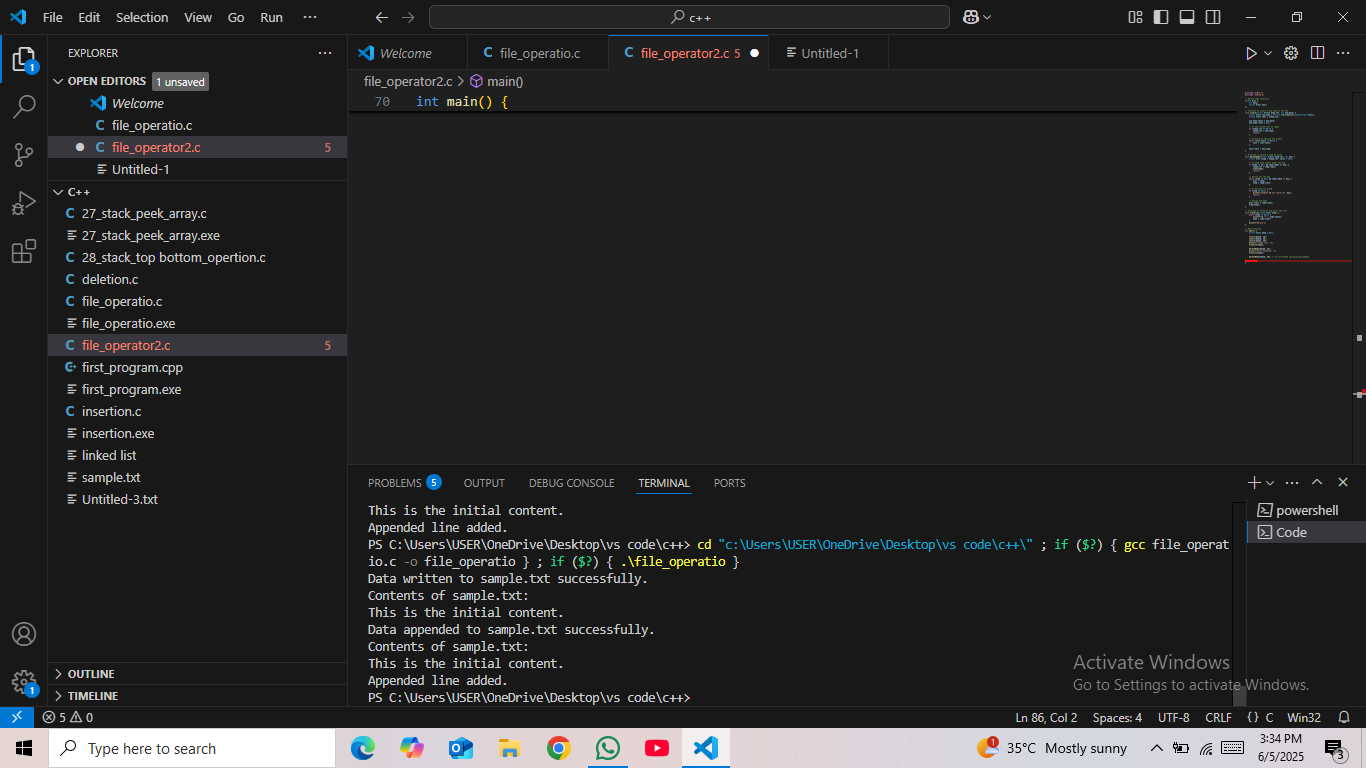 File Edit Selection View Go Run ··· c++
EXPLORER ···
OPEN EDITORS 1 unsaved
Welcome
file_operatio.c
file_operator2.c 5
Untitled-1
C++
27_stack_peek_array.c
27_stack_peek_array.exe
28_stack_top bottom_opertion.c
deletion.c
file_operatio.c
file_operatio.exe
file_operator2.c 5
first_program.cpp
first_program.exe
insertion.c
insertion.exe
linked list
sample.txt
Untitled-3.txt
OUTLINE
TIMELINE
Welcome file_operatio.c file_operator2.c 5 Untitled-1
file_operator2.c > main()
70 int main() {
PROBLEMS 5 OUTPUT DEBUG CONSOLE TERMINAL PORTS
This is the initial content.
Appended line added.
PS C:\Users\USER\OneDrive\Desktop\vs code\c++> cd "c:\Users\USER\OneDrive\Desktop\vs code\c++\" ; if ($?) { gcc file_operat
io.c -o file_operatio } ; if ($?) { .\file_operatio }
Data written to sample.txt successfully.
Contents of sample.txt:
This is the initial content.
Data appended to sample.txt successfully.
Contents of sample.txt:
This is the initial content.
Appended line added.
PS C:\Users\USER\OneDrive\Desktop\vs code\c++>
powershell
Code
Activate Windows
Go to Settings to activate Windows.
1
1
5 0 Ln 86, Col 2 Spaces: 4 UTF-8 CRLF {} C Win32
Type here to search 1 35°C Mostly sunny 3:34 PM
6/5/2025
3